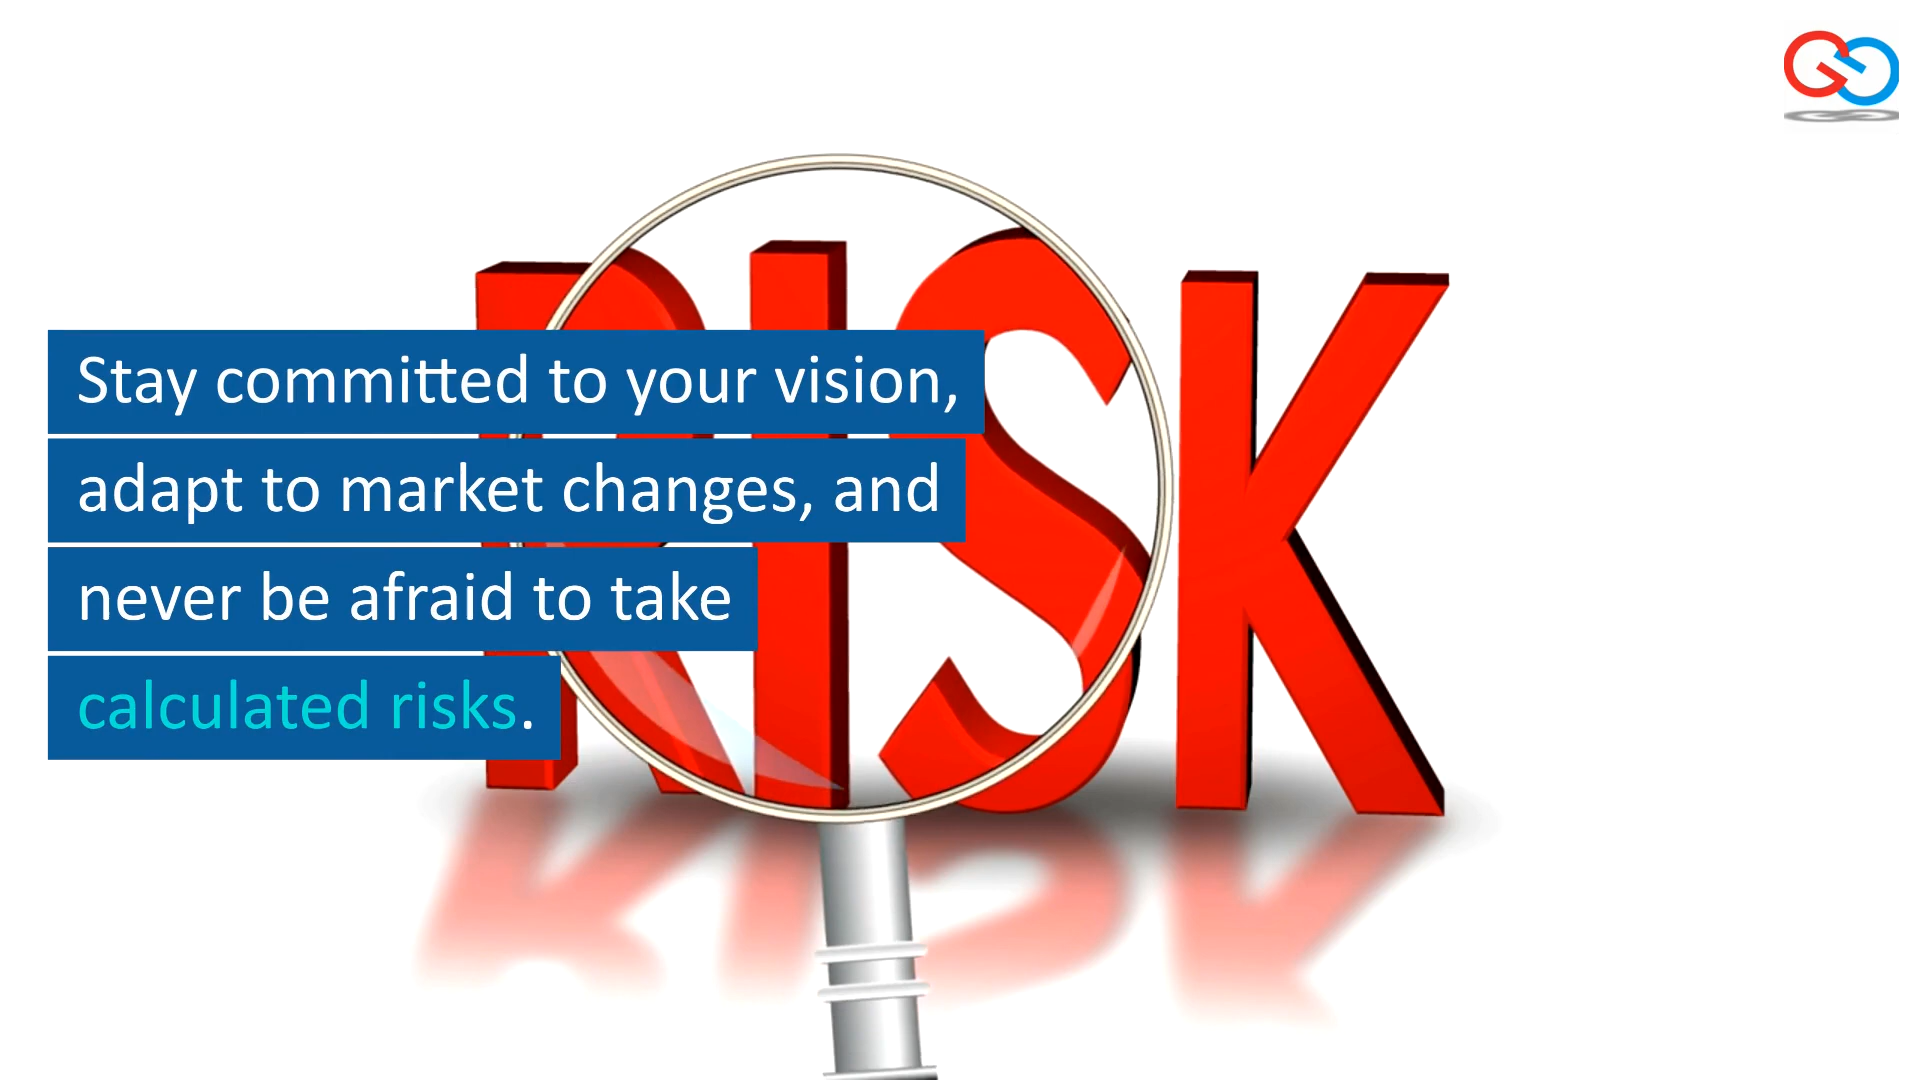 RISK
Stay committed to your vision,
adapt to market changes, and
never be afraid to take
calculated risks.